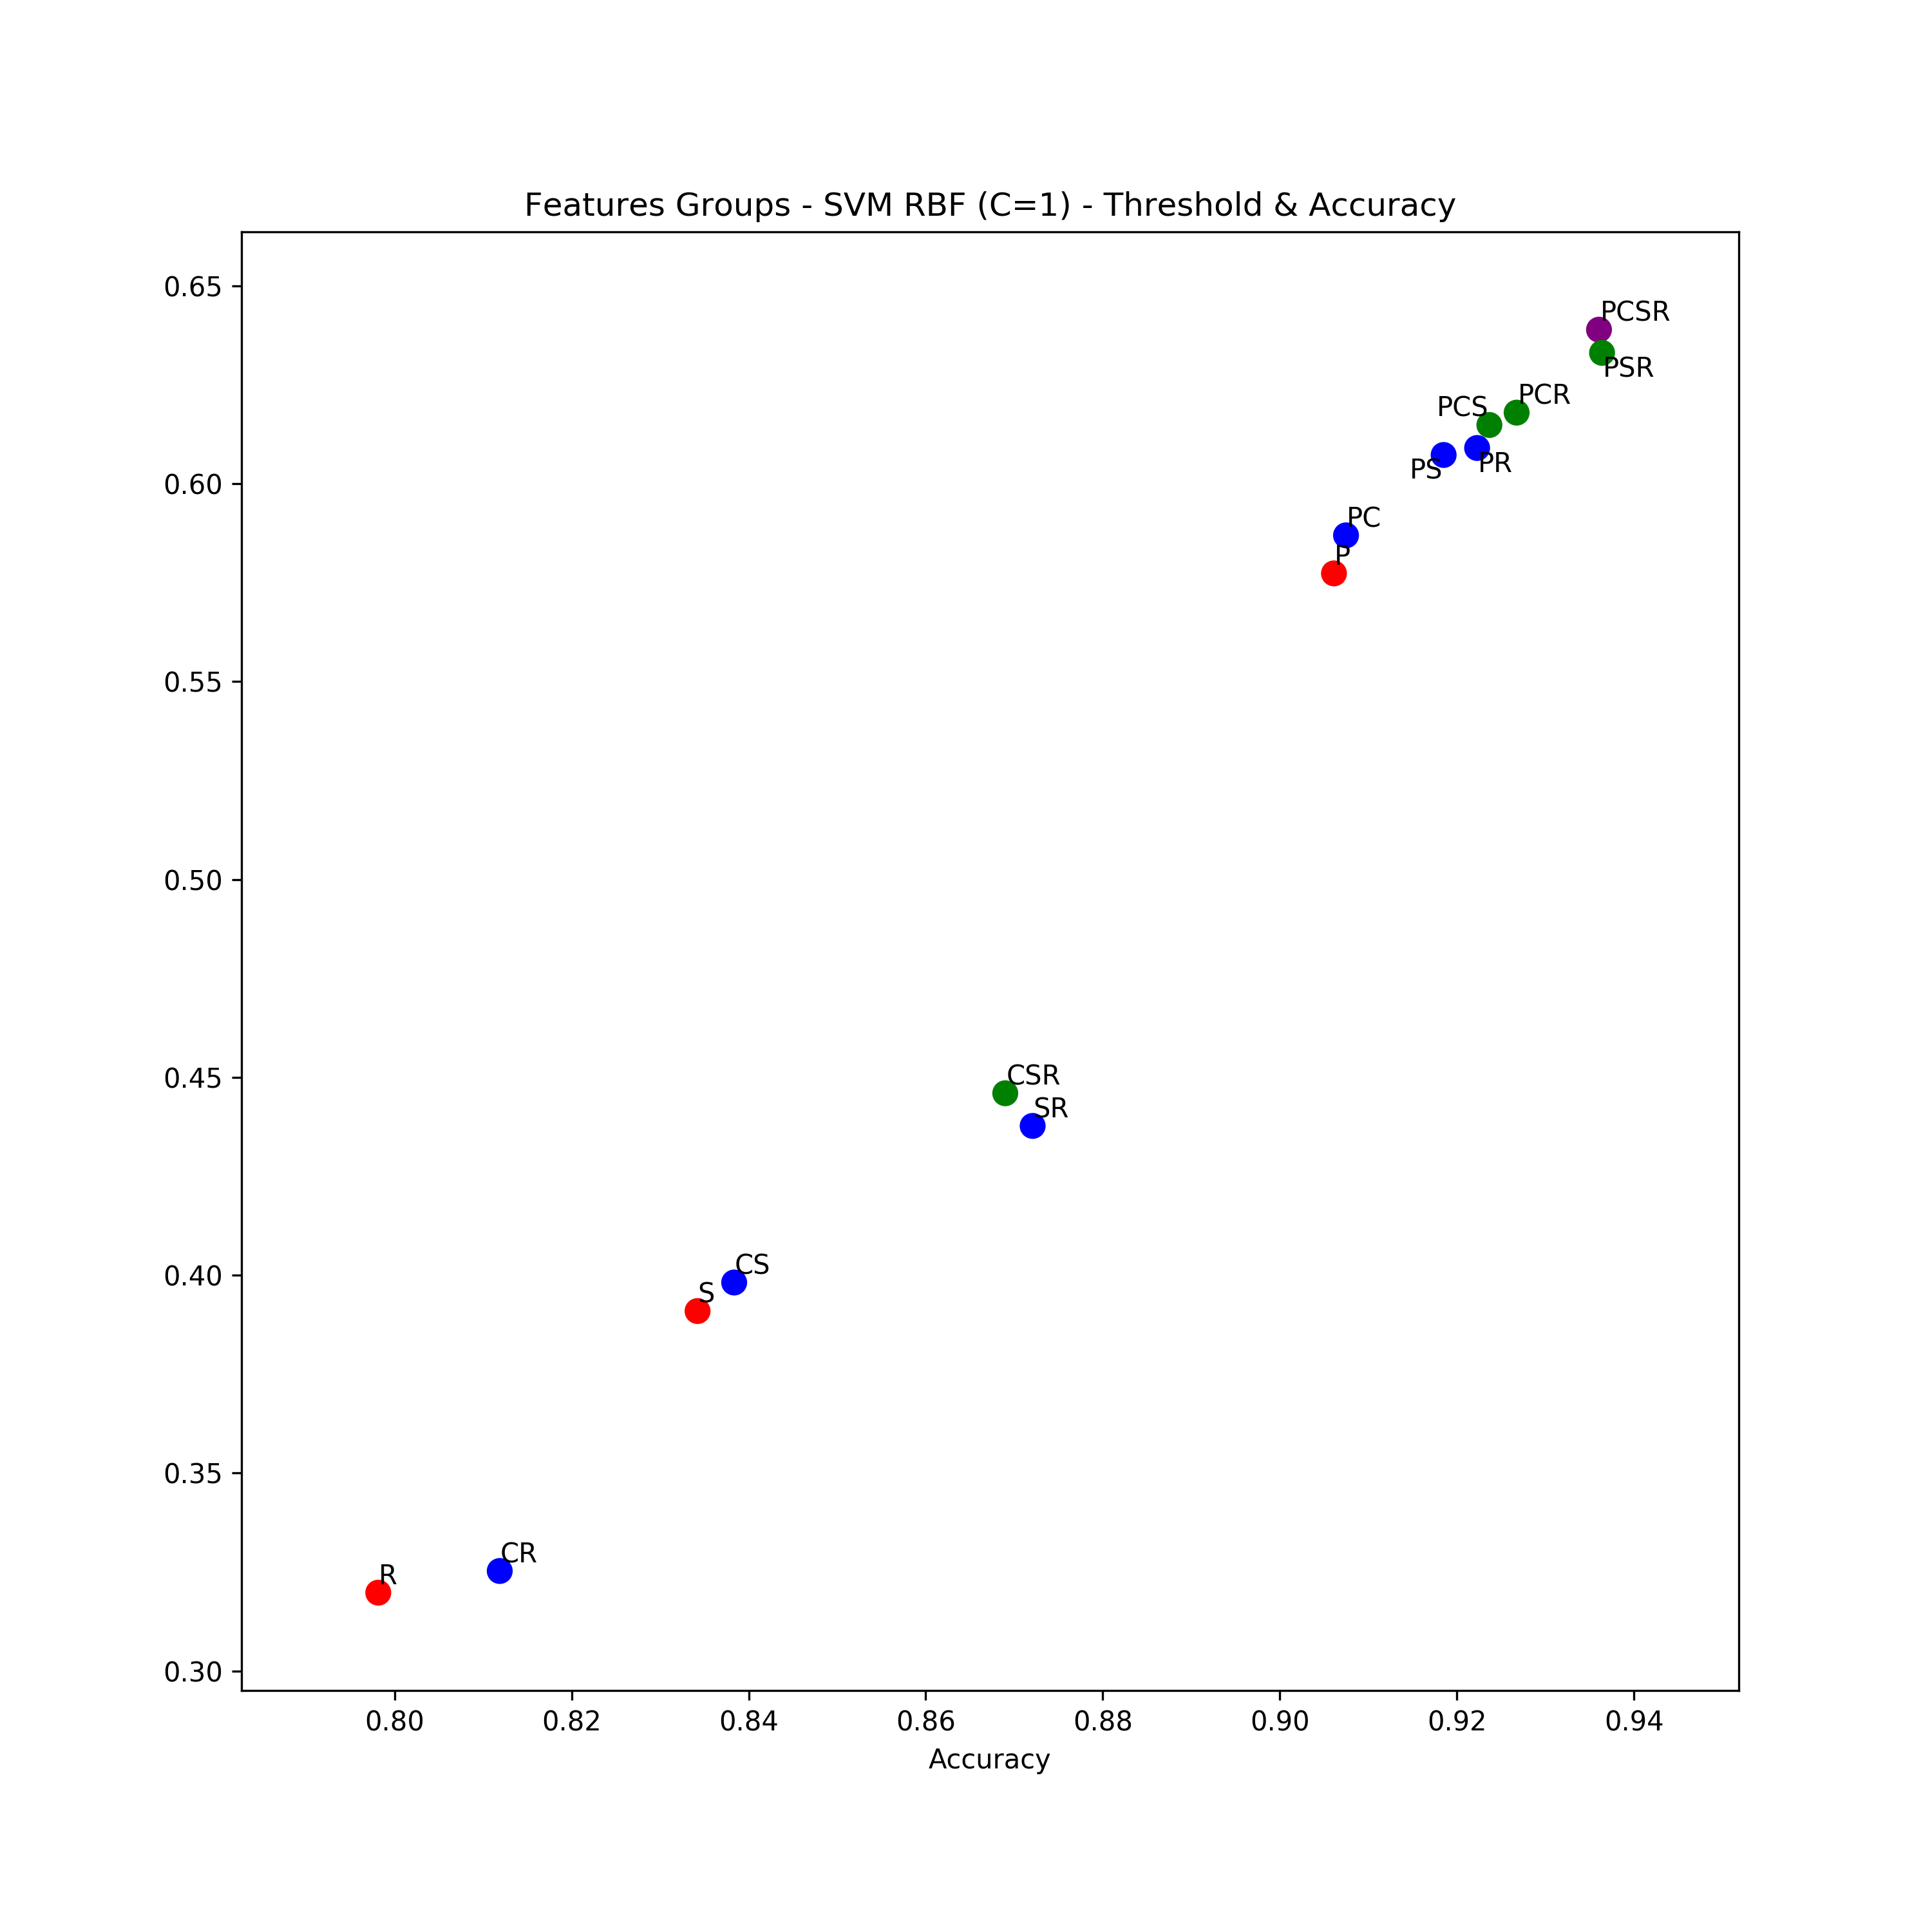 Features Groups - SVM RBF (C=1) - Threshold & Accuracy
0.65
PCSR
PSR
PCR
PCS
PS
PR
0.60
PC
P
0.55
0.50
0.45
CSR
SR
0.40
CS
S
0.35
CR
R
0.30
0.80 0.82 0.84 0.86 0.88 0.90 0.92 0.94
Accuracy